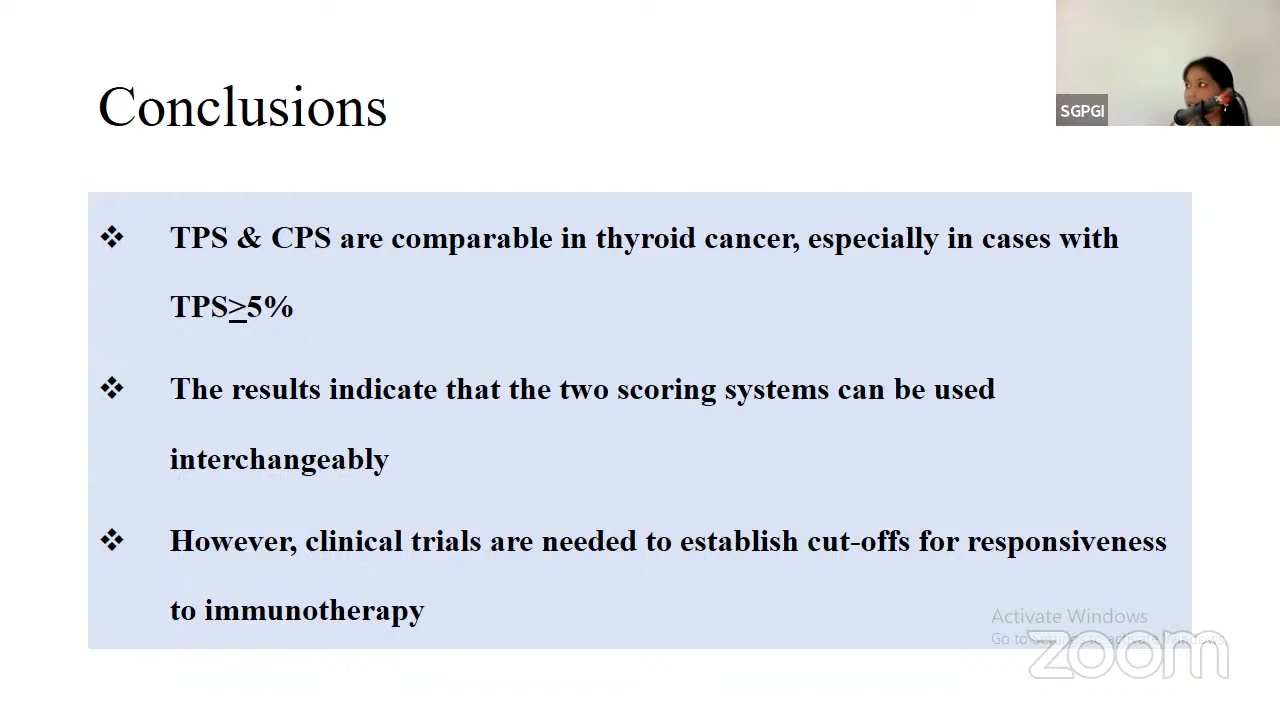 SGPGI
Conclusions
❖ TPS & CPS are comparable in thyroid cancer, especially in cases with
TPS≥5%
❖ The results indicate that the two scoring systems can be used
interchangeably
❖ However, clinical trials are needed to establish cut-offs for responsiveness
to immunotherapy
Activate Windows
Go to Settings to activate Windows.
zoom